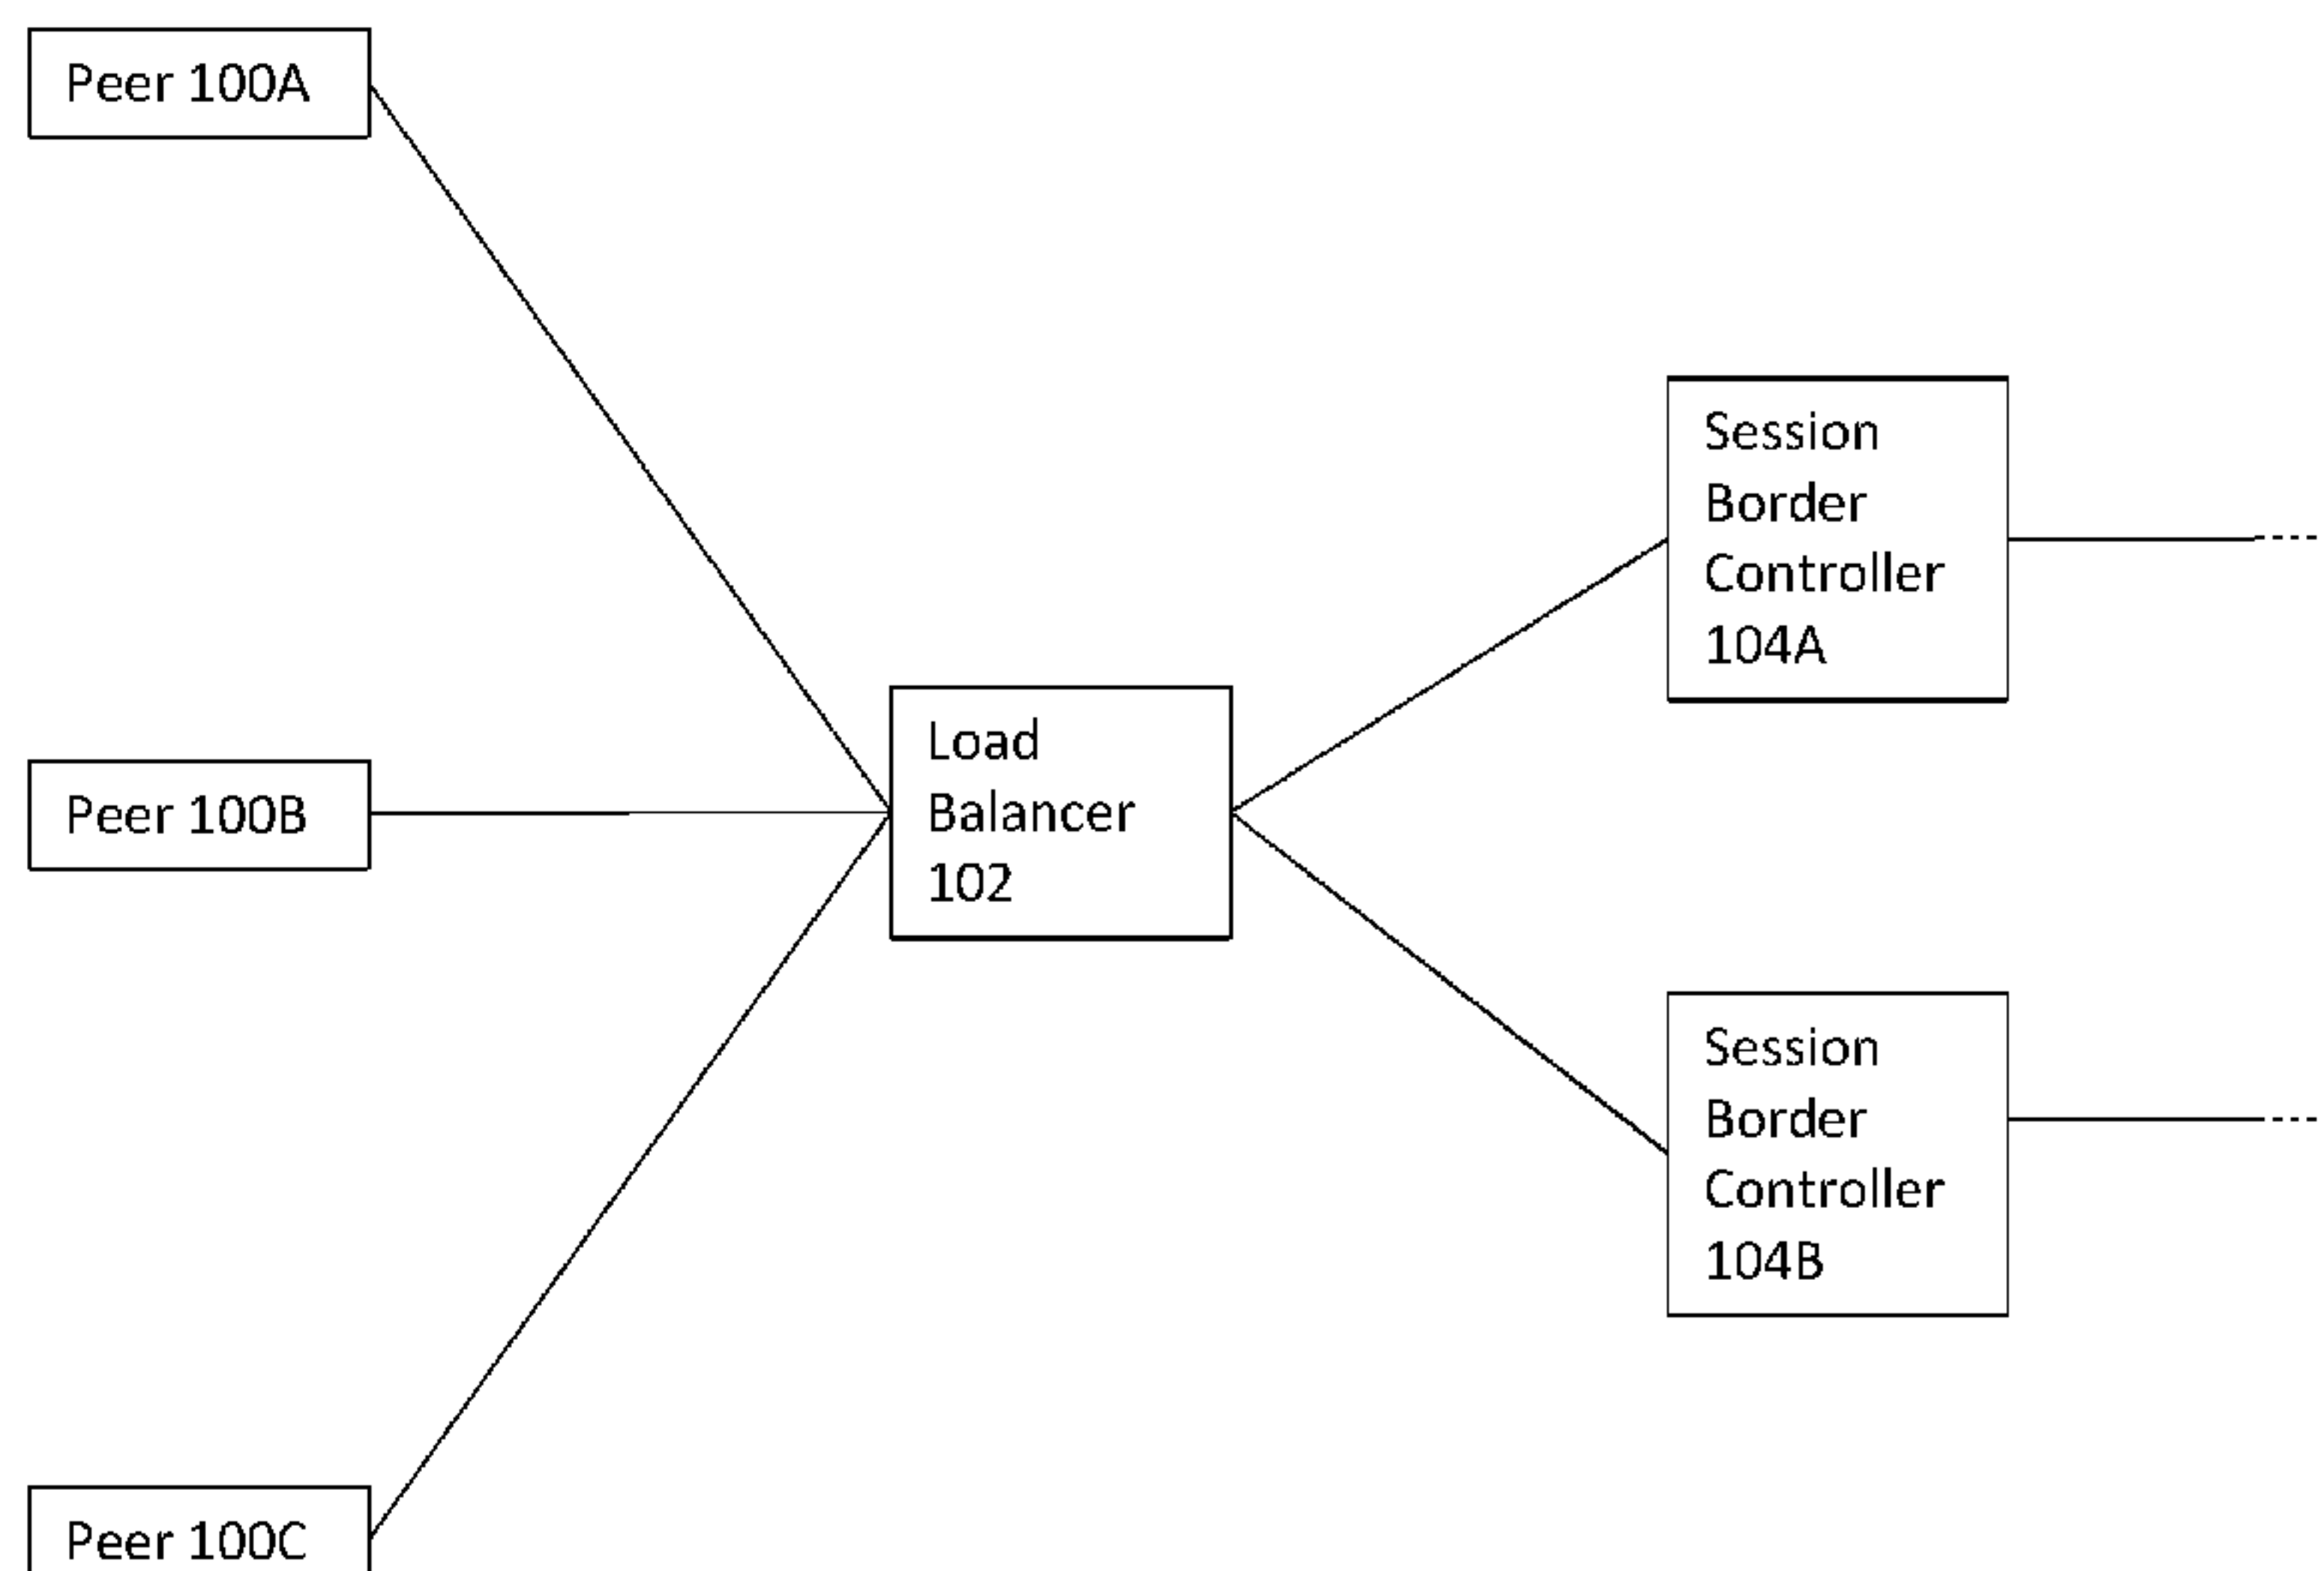 Peer 100A
Peer 100B
Peer 100C
Load
Balancer
102
Session
Border
Controller
104A
Session
Border
Controller
104B